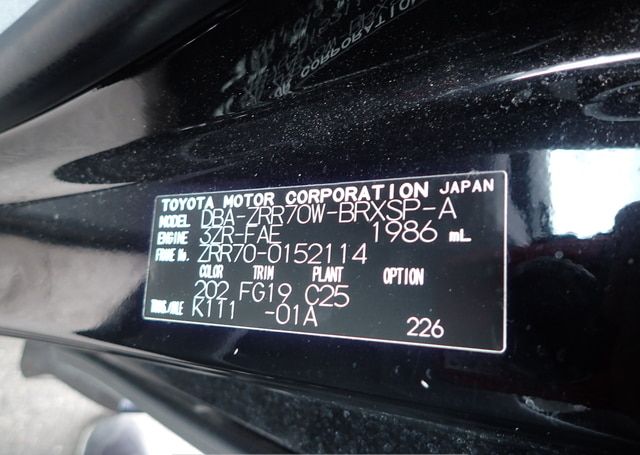 TOYOTA MOTOR CORPORATION JAPAN
MODEL DBA-ZRR70W-BRXSP-A
ENGINE 3ZR-FAE 1986 mL
FRAME No. ZRR70-0152114
COLOR TRIM PLANT OPTION
202 FG19 C25
TRANS/AXLE K111 -01A
226